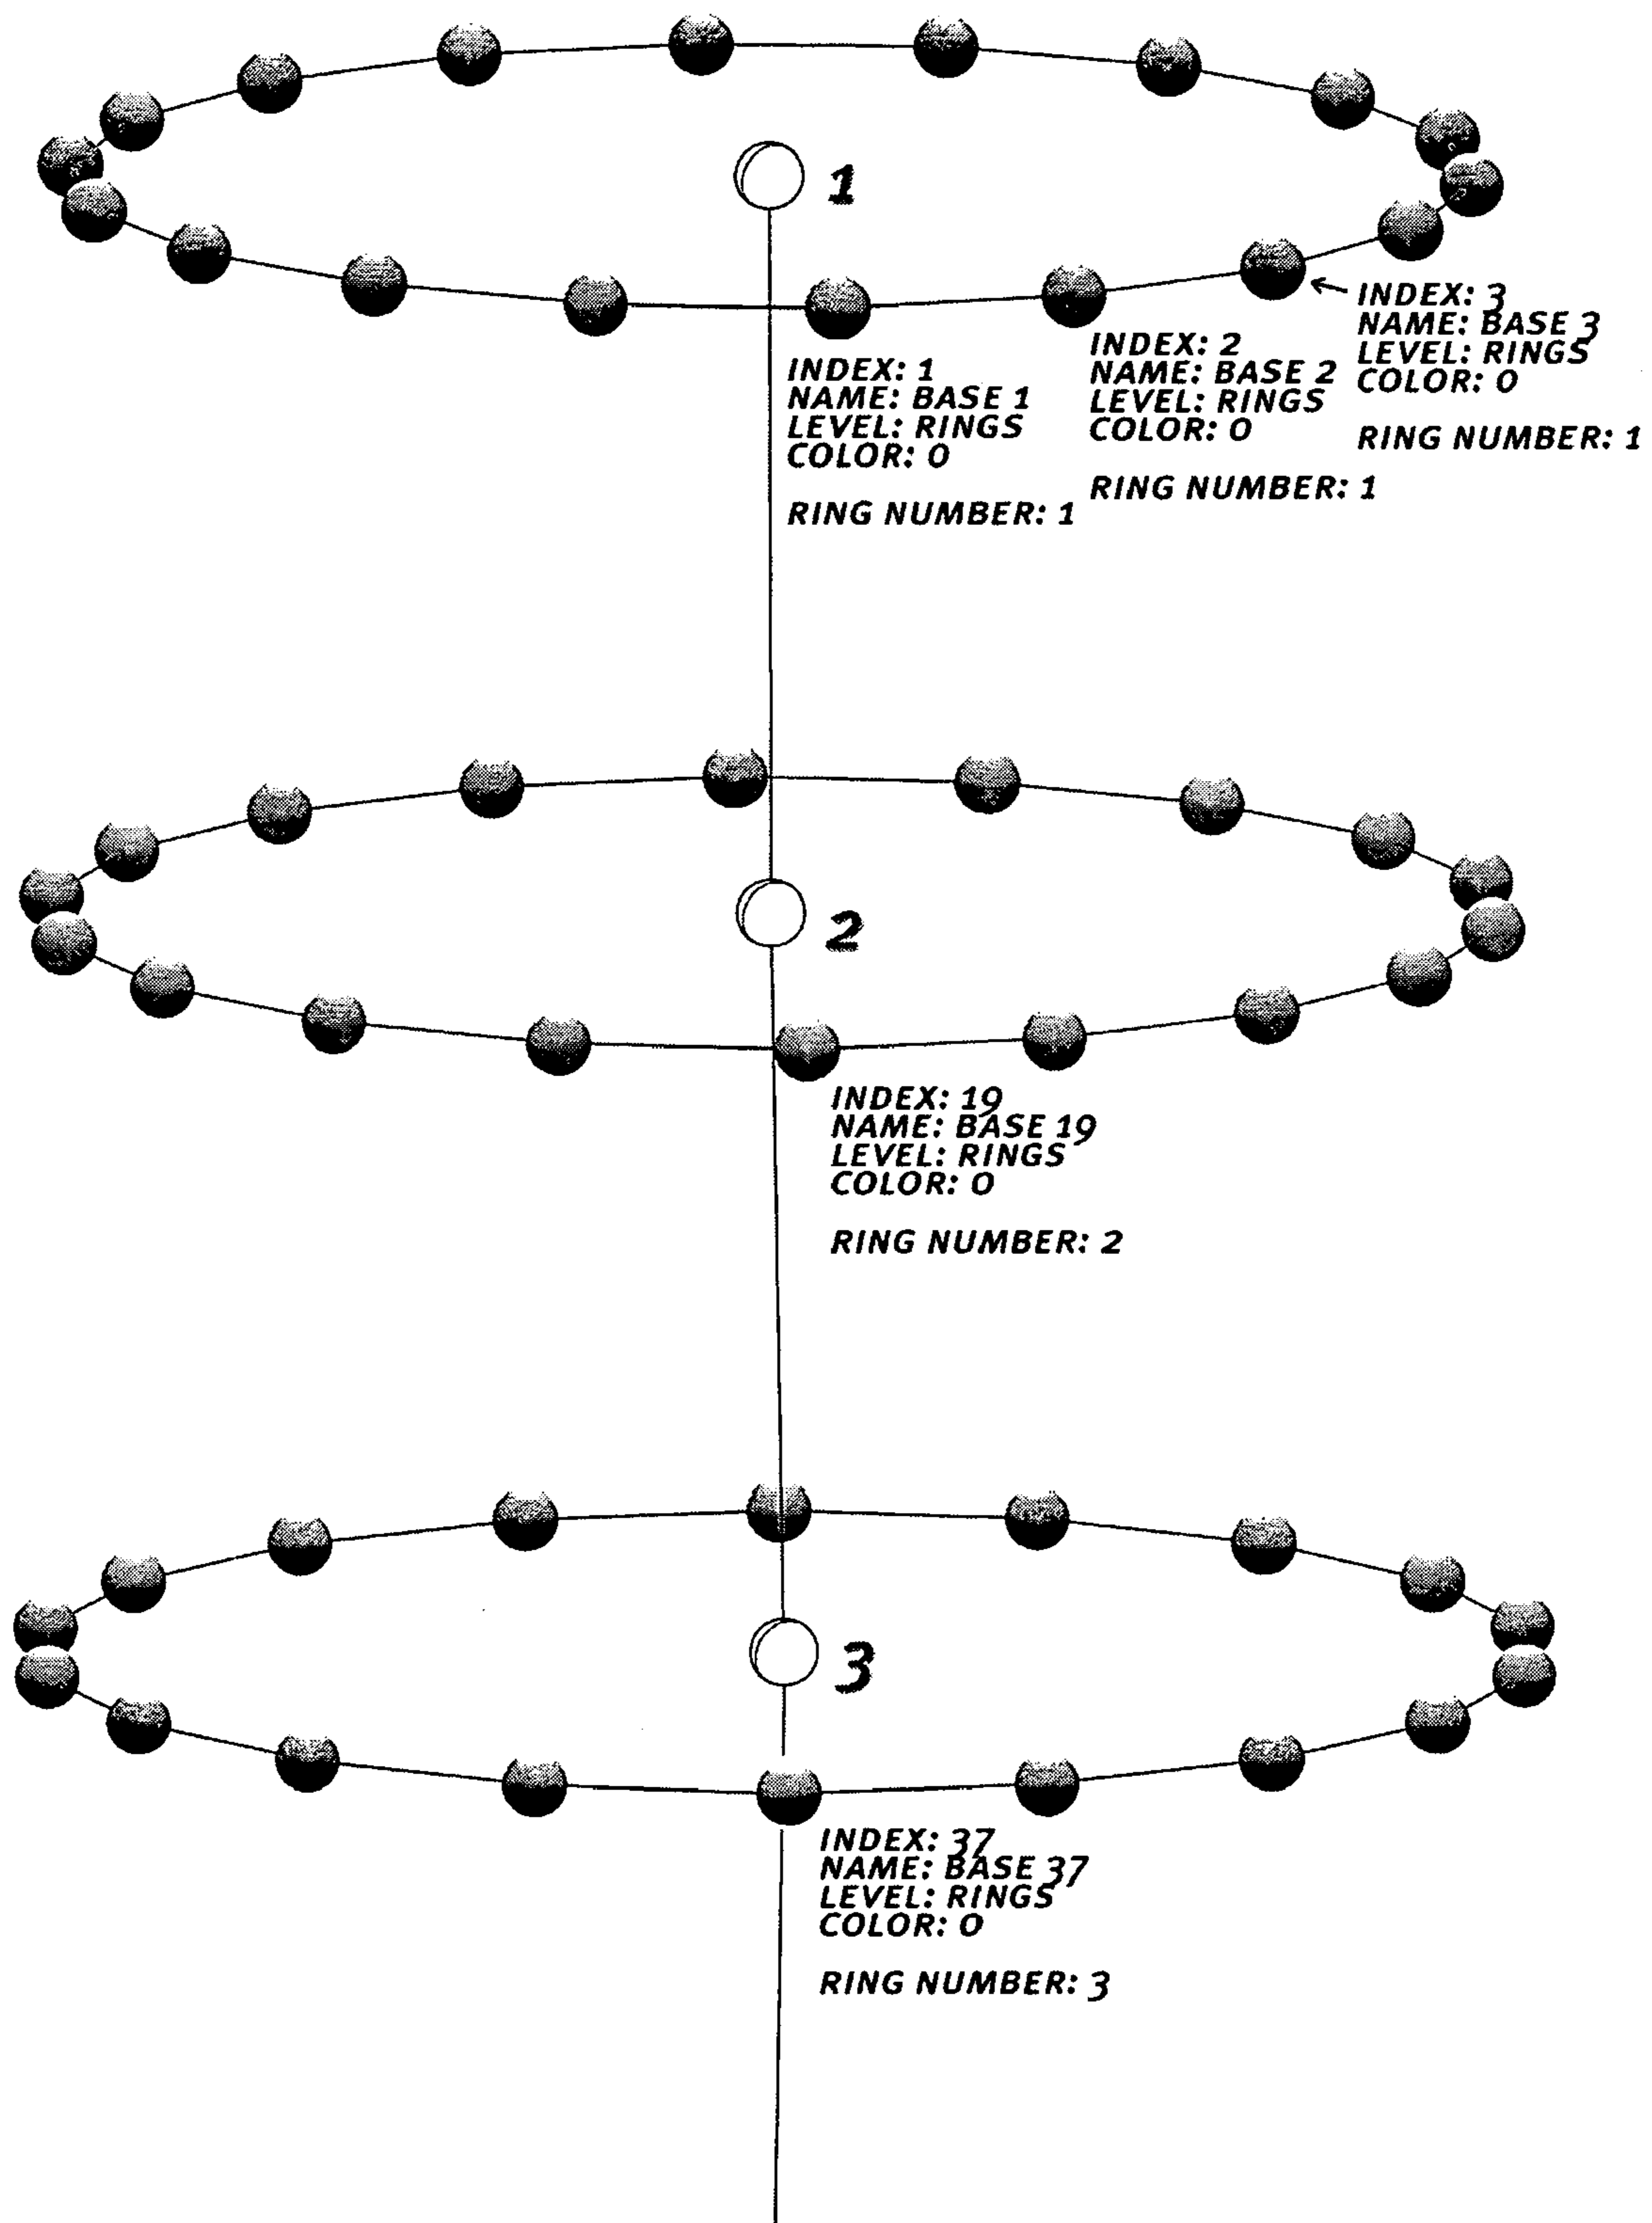 1
INDEX: 1
NAME: BASE 1
LEVEL: RINGS
COLOR: 0
RING NUMBER: 1
INDEX: 2
NAME: BASE 2
LEVEL: RINGS
COLOR: 0
RING NUMBER: 1
INDEX: 3
NAME: BASE 3
LEVEL: RINGS
COLOR: 0
RING NUMBER: 1
2
INDEX: 19
NAME: BASE 19
LEVEL: RINGS
COLOR: 0
RING NUMBER: 2
3
INDEX: 37
NAME: BASE 37
LEVEL: RINGS
COLOR: 0
RING NUMBER: 3